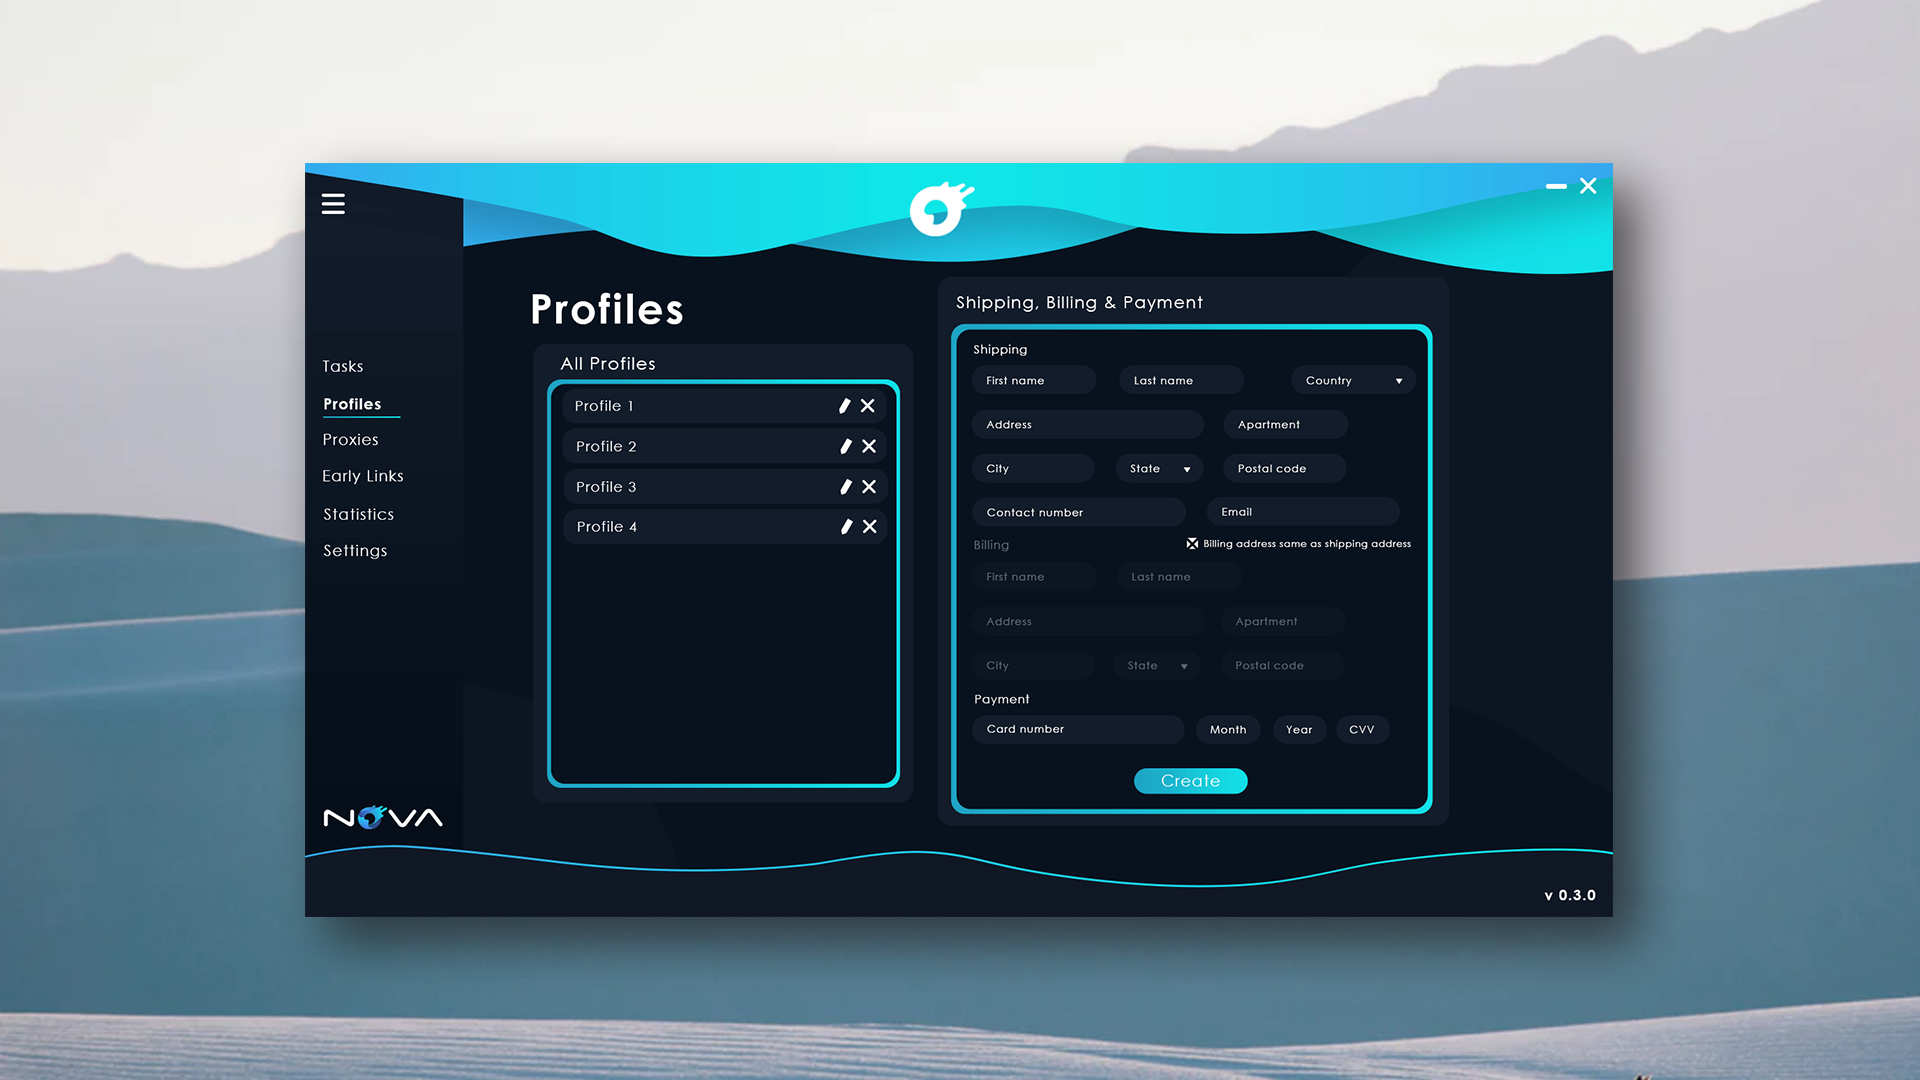 Tasks
Profiles
Proxies
Early Links
Statistics
Settings
NOVA
Profiles
All Profiles
Profile 1
Profile 2
Profile 3
Profile 4
Shipping, Billing & Payment
Shipping
First name Last name Country
Address Apartment
City State Postal code
Contact number Email
Billing Billing address same as shipping address
First name Last name
Address Apartment
City State Postal code
Payment
Card number Month Year CVV
Create
v 0.3.0